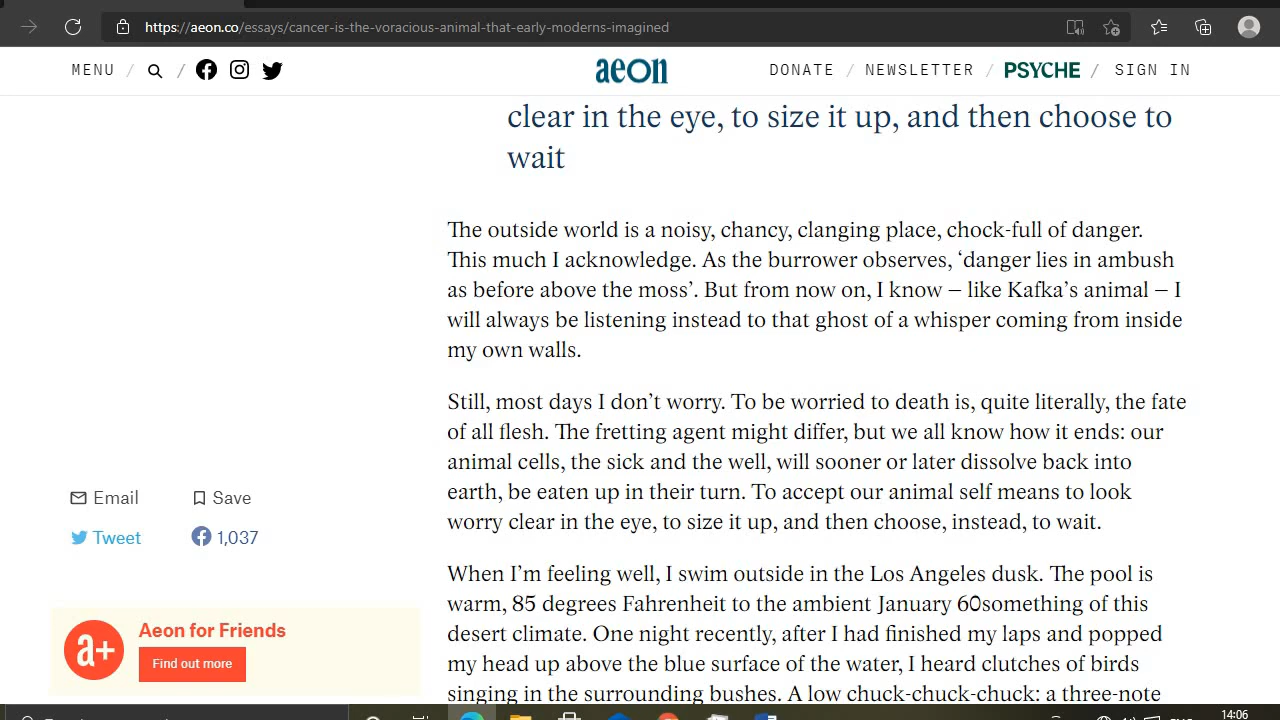 https://aeon.co/essays/cancer-is-the-voracious-animal-that-early-moderns-imagined
MENU / / aeon DONATE / NEWSLETTER / PSYCHE / SIGN IN
clear in the eye, to size it up, and then choose to
wait
The outside world is a noisy, chancy, clanging place, chock-full of danger.
This much I acknowledge. As the burrower observes, ‘danger lies in ambush
as before above the moss’. But from now on, I know – like Kafka’s animal – I
will always be listening instead to that ghost of a whisper coming from inside
my own walls.
Still, most days I don’t worry. To be worried to death is, quite literally, the fate
of all flesh. The fretting agent might differ, but we all know how it ends: our
animal cells, the sick and the well, will sooner or later dissolve back into
earth, be eaten up in their turn. To accept our animal self means to look
worry clear in the eye, to size it up, and then choose, instead, to wait.
When I’m feeling well, I swim outside in the Los Angeles dusk. The pool is
warm, 85 degrees Fahrenheit to the ambient January 60something of this
desert climate. One night recently, after I had finished my laps and popped
my head up above the blue surface of the water, I heard clutches of birds
singing in the surrounding bushes. A low chuck-chuck-chuck: a three-note
Email Save
Tweet 1,037
a+
Aeon for Friends
Find out more
14:06